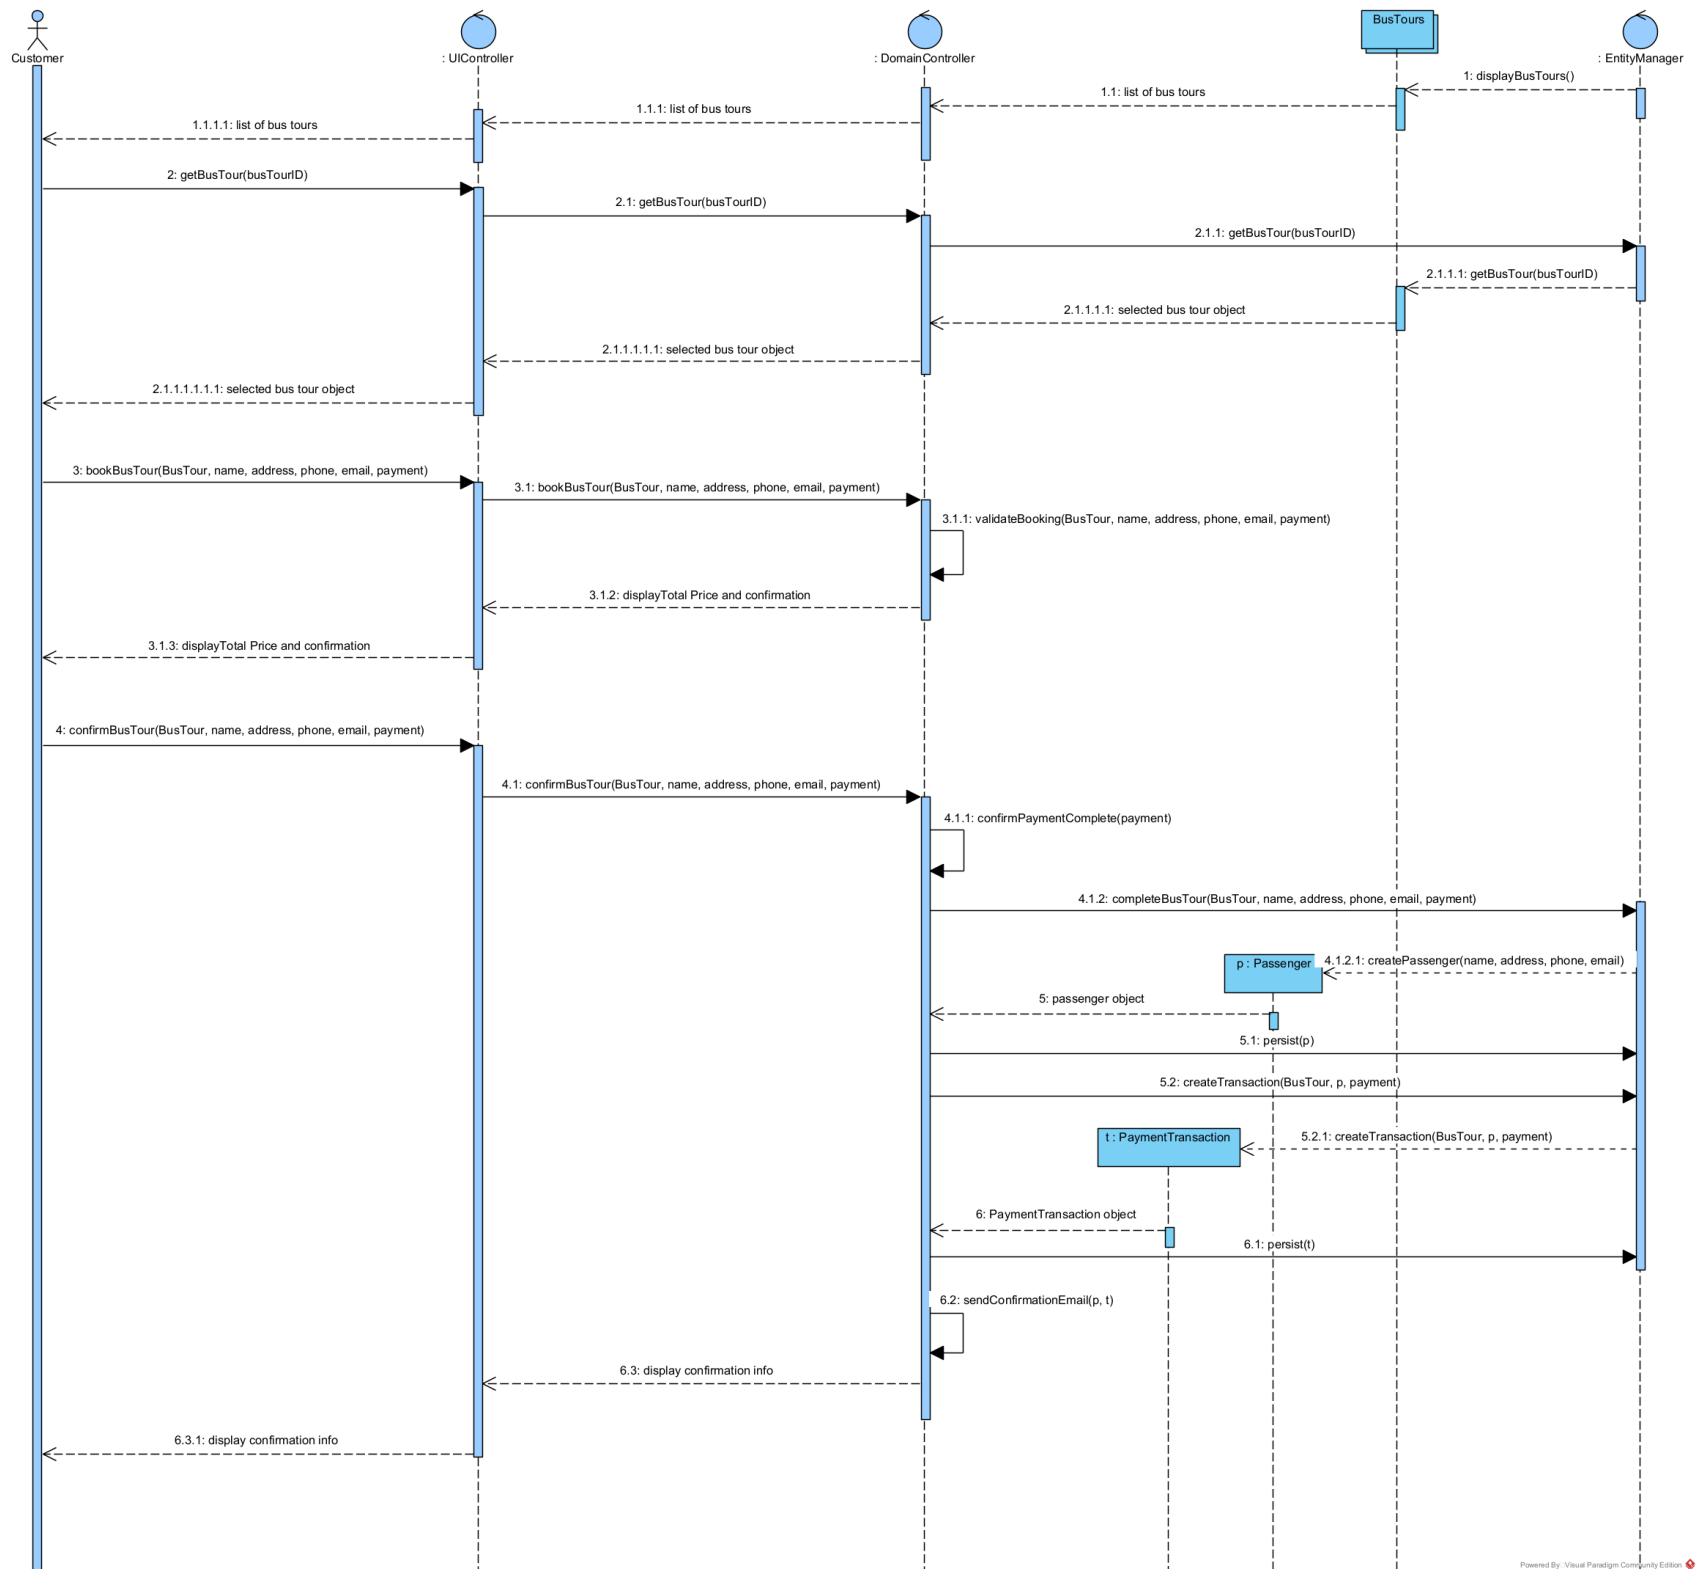 BusTours
Customer
: UIController
: DomainController
: EntityManager
1: displayBusTours()
1.1: list of bus tours
1.1.1: list of bus tours
1.1.1.1: list of bus tours
2: getBusTour(busTourID)
2.1: getBusTour(busTourID)
2.1.1: getBusTour(busTourID)
2.1.1.1: getBusTour(busTourID)
2.1.1.1.1: selected bus tour object
2.1.1.1.1.1: selected bus tour object
2.1.1.1.1.1.1: selected bus tour object
3: bookBusTour(BusTour, name, address, phone, email, payment)
3.1: bookBusTour(BusTour, name, address, phone, email, payment)
3.1.1: validateBooking(BusTour, name, address, phone, email, payment)
3.1.2: displayTotal Price and confirmation
3.1.3: displayTotal Price and confirmation
4: confirmBusTour(BusTour, name, address, phone, email, payment)
4.1: confirmBusTour(BusTour, name, address, phone, email, payment)
4.1.1: confirmPaymentComplete(payment)
4.1.2: completeBusTour(BusTour, name, address, phone, email, payment)
p : Passenger
4.1.2.1: createPassenger(name, address, phone, email)
5: passenger object
5.1: persist(p)
5.2: createTransaction(BusTour, p, payment)
t : PaymentTransaction
5.2.1: createTransaction(BusTour, p, payment)
6: PaymentTransaction object
6.1: persist(t)
6.2: sendConfirmationEmail(p, t)
6.3: display confirmation info
6.3.1: display confirmation info
Powered By Visual Paradigm Community Edition